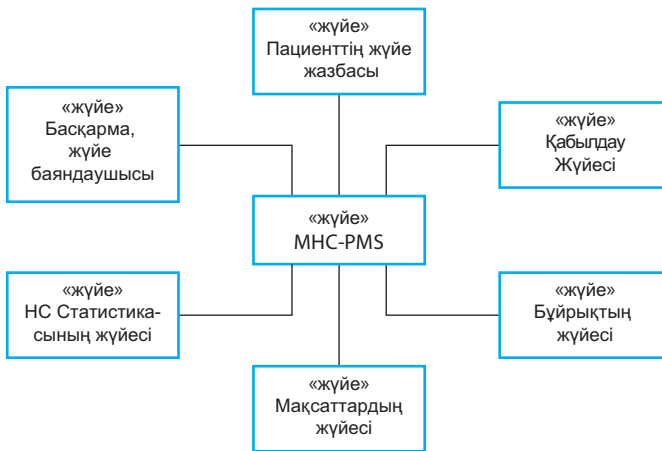 «жүйе»
Пациенттің жүйе
жазбасы
«жүйе»
Басқарма,
жүйе
баяндаушысы
«жүйе»
Қабылдау
Жүйесі
«жүйе»
MHC-PMS
«жүйе»
НС Статистика-
сының жүйесі
«жүйе»
Бұйрықтың
жүйесі
«жүйе»
Мақсаттардың
жүйесі